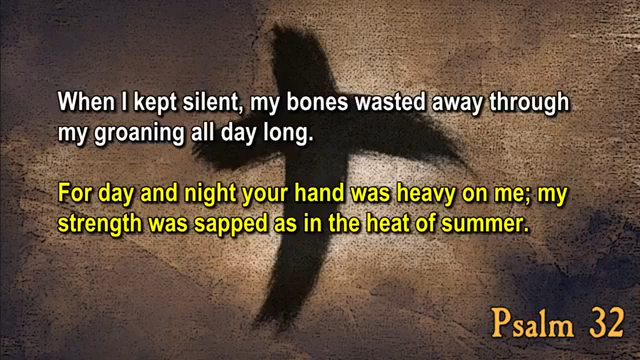 When I kept silent, my bones wasted away through
my groaning all day long.
For day and night your hand was heavy on me; my
strength was sapped as in the heat of summer.
Psalm 32